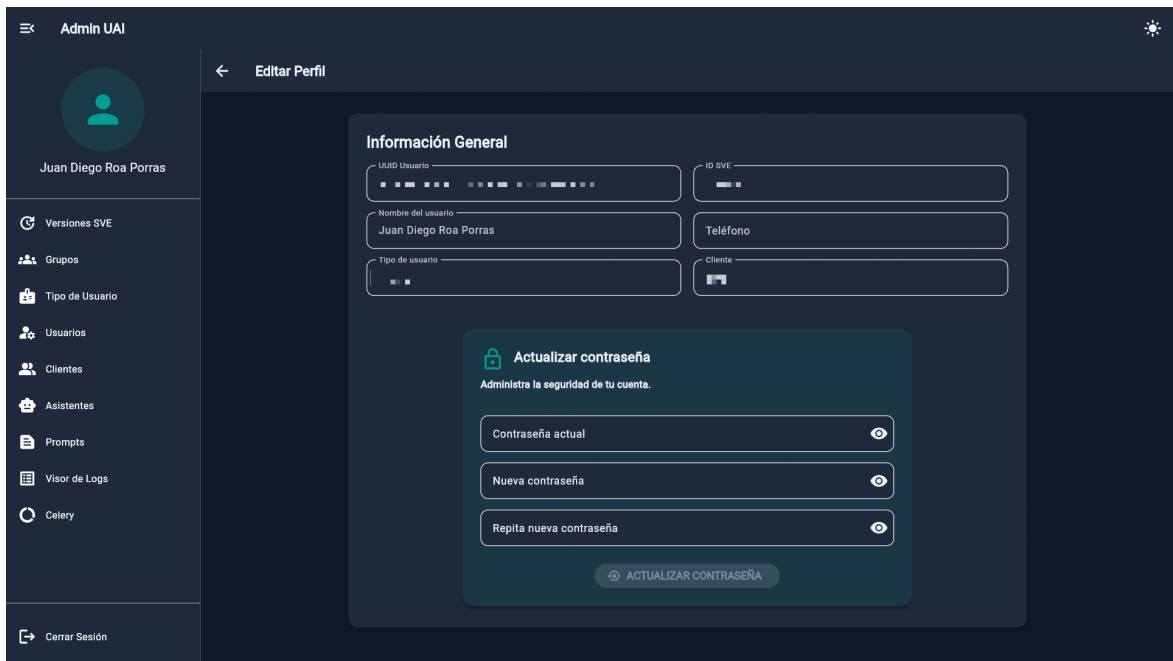 Admin UAI
Editar Perfil
Juan Diego Roa Porras
Versiones SVE
Grupos
Tipo de Usuario
Usuarios
Clientes
Asistentes
Prompts
Visor de Logs
Celery
Cerrar Sesión
Información General
UUID Usuario
ID SVE
Nombre del usuario
Juan Diego Roa Porras
Teléfono
Tipo de usuario
Cliente
Actualizar contraseña
Administra la seguridad de tu cuenta.
Contraseña actual
Nueva contraseña
Repita nueva contraseña
ACTUALIZAR CONTRASEÑA